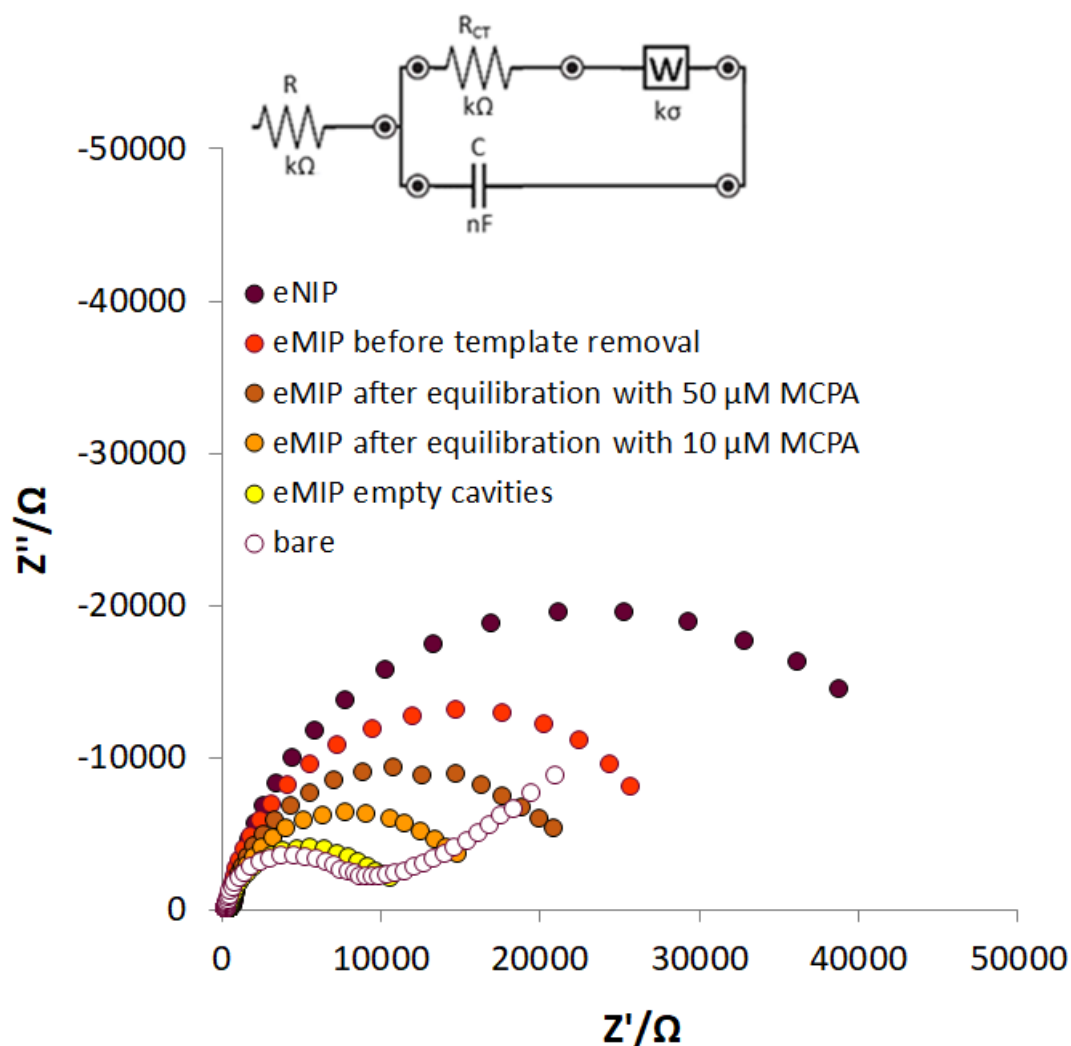 R_CT
R
kΩ
W
kΩ
kσ
C
nF
-50000
-40000
-30000
-20000
-10000
0
eNIP
eMIP before template removal
eMIP after equilibration with 50 µM MCPA
eMIP after equilibration with 10 µM MCPA
eMIP empty cavities
bare
Z''/Ω
0 10000 20000 30000 40000 50000
Z'/Ω